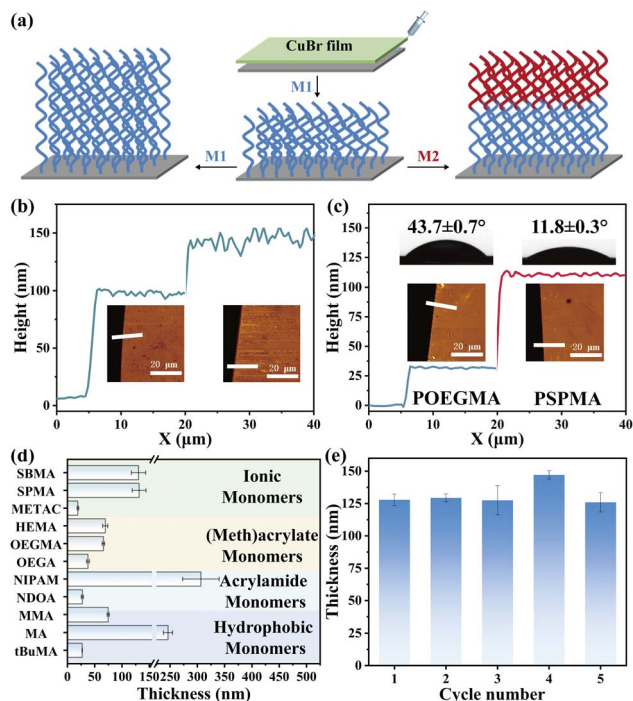 (a)
CuBr film
M1
M1
M2
(b)
Height (nm)
150
100
50
0
20 μm
20 μm
0
10
20
30
40
X (μm)
(c)
Height (nm)
150
125
100
75
50
25
0
43.7±0.7°
11.8±0.3°
20 μm
20 μm
POEGMA
PSPMA
0
10
20
30
40
X (μm)
(d)
SBMA
SPMA
METAC
HEMA
OEGMA
OEGA
NIPAM
NDOA
MMA
MA
tBuMA
Ionic
Monomers
(Meth)acrylate
Monomers
Acrylamide
Monomers
Hydrophobic
Monomers
0
50
100
150
200
300
400
500
Thickness (nm)
(e)
Thickness (nm)
150
125
100
75
50
25
0
1
2
3
4
5
Cycle number